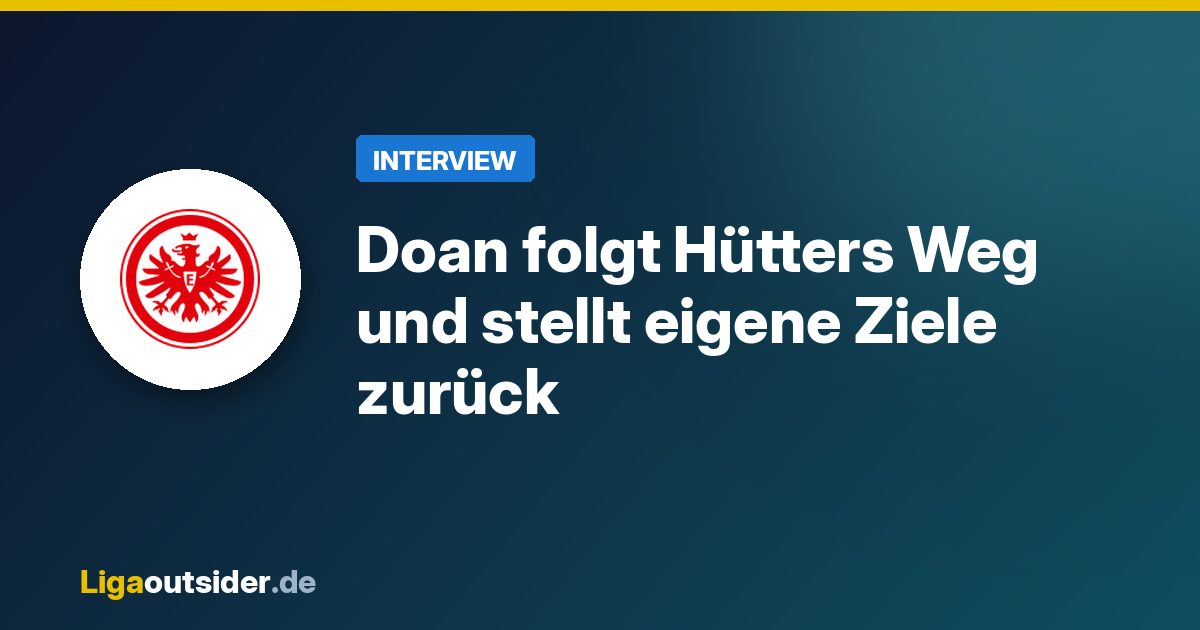 INTERVIEW
Doan folgt Hütters Weg
und stellt eigene Ziele
zurück
E
Ligaoutsider.de